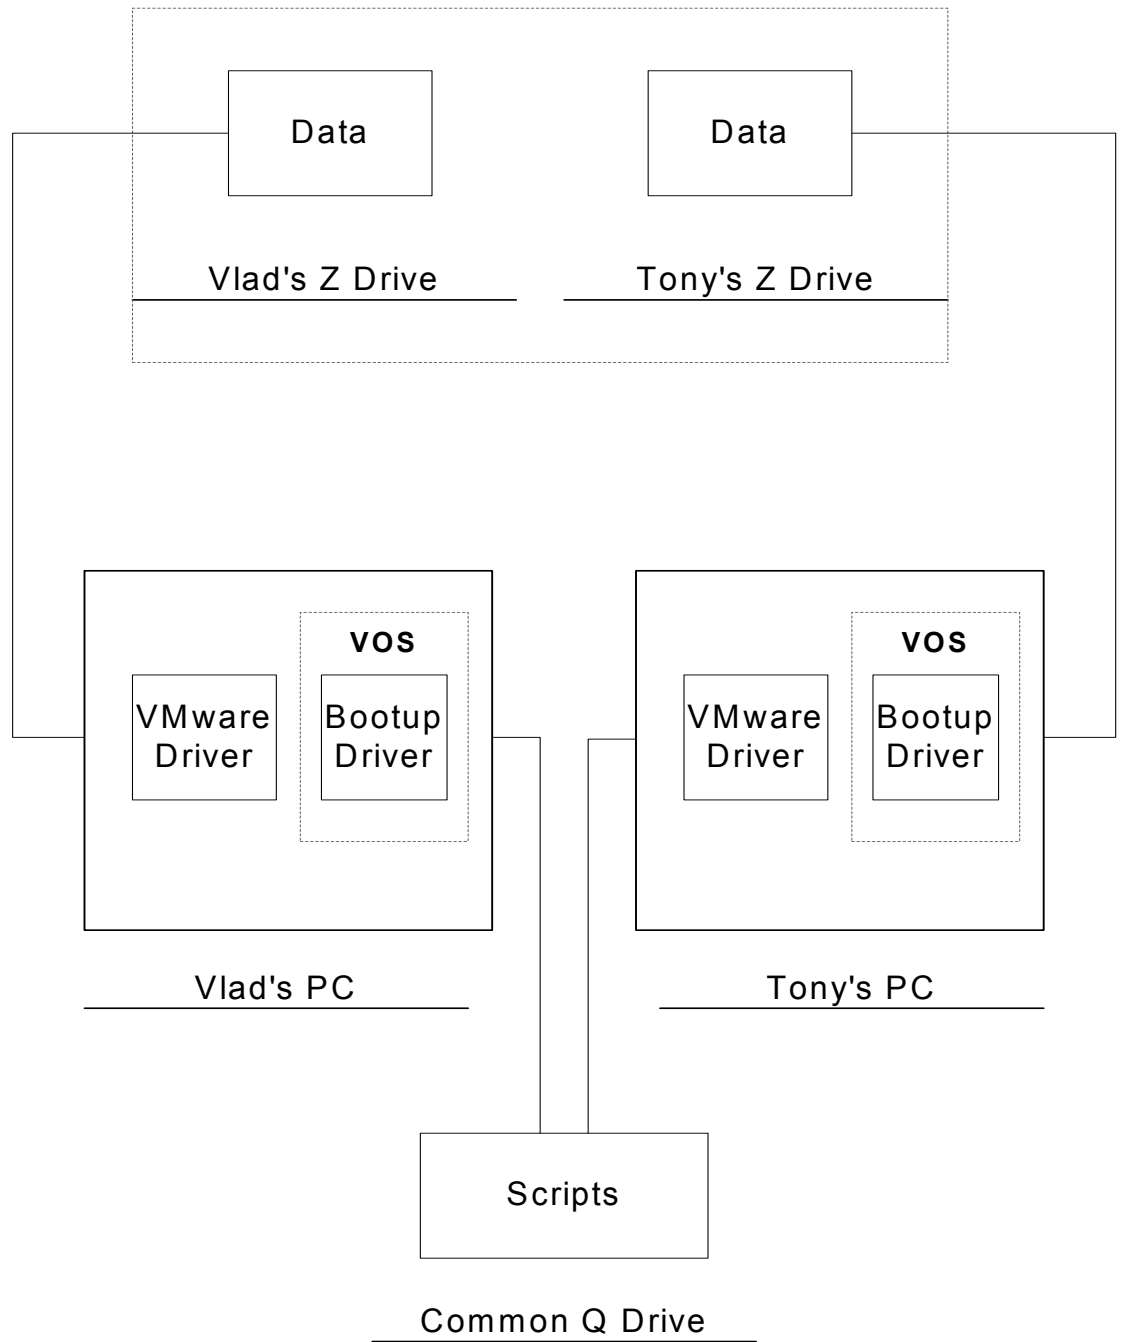 Data
Data
Vlad's Z Drive
Tony's Z Drive
VOS
VMware
Driver
Bootup
Driver
VOS
VMware
Driver
Bootup
Driver
Vlad's PC
Tony's PC
Scripts
Common Q Drive